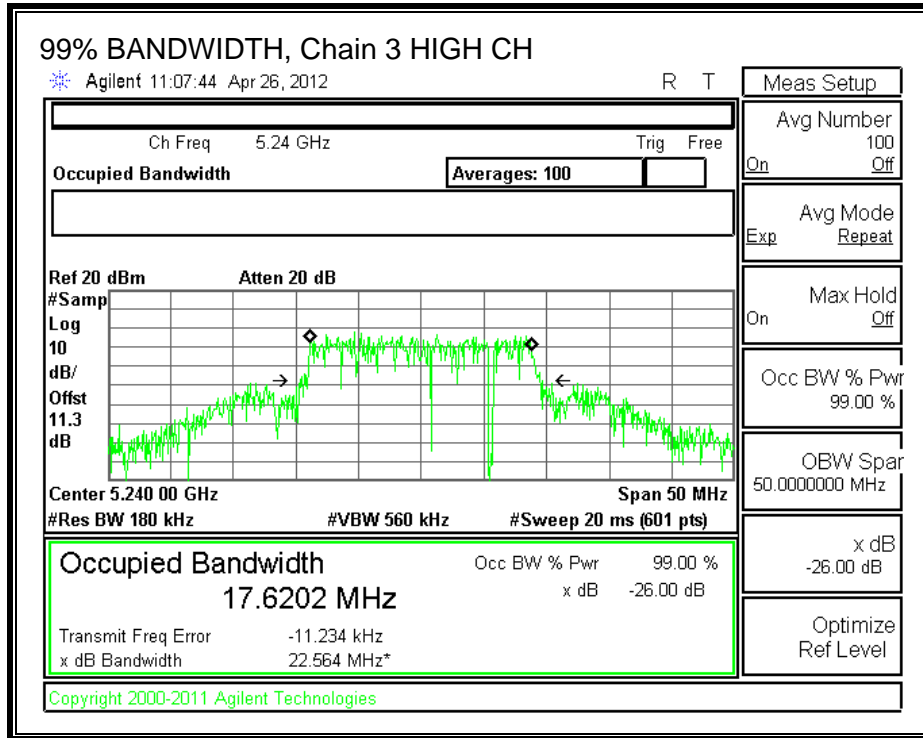 99% BANDWIDTH, Chain 3 HIGH CH
Agilent 11:07:44 Apr 26, 2012 R T
Ch Freq 5.24 GHz Trig Free
Occupied Bandwidth Averages: 100
Ref 20 dBm Atten 20 dB
#Samp
Log
10
dB/
Offst
11.3
dB
Center 5.240 00 GHz Span 50 MHz
#Res BW 180 kHz #VBW 560 kHz #Sweep 20 ms (601 pts)
Occupied Bandwidth Occ BW % Pwr 99.00 %
17.6202 MHz x dB -26.00 dB
Transmit Freq Error -11.234 kHz
x dB Bandwidth 22.564 MHz*
Copyright 2000-2011 Agilent Technologies
Meas Setup
Avg Number
100
On Off
Avg Mode
Exp Repeat
Max Hold
On Off
Occ BW % Pwr
99.00 %
OBW Span
50.0000000 MHz
x dB
-26.00 dB
Optimize
Ref Level